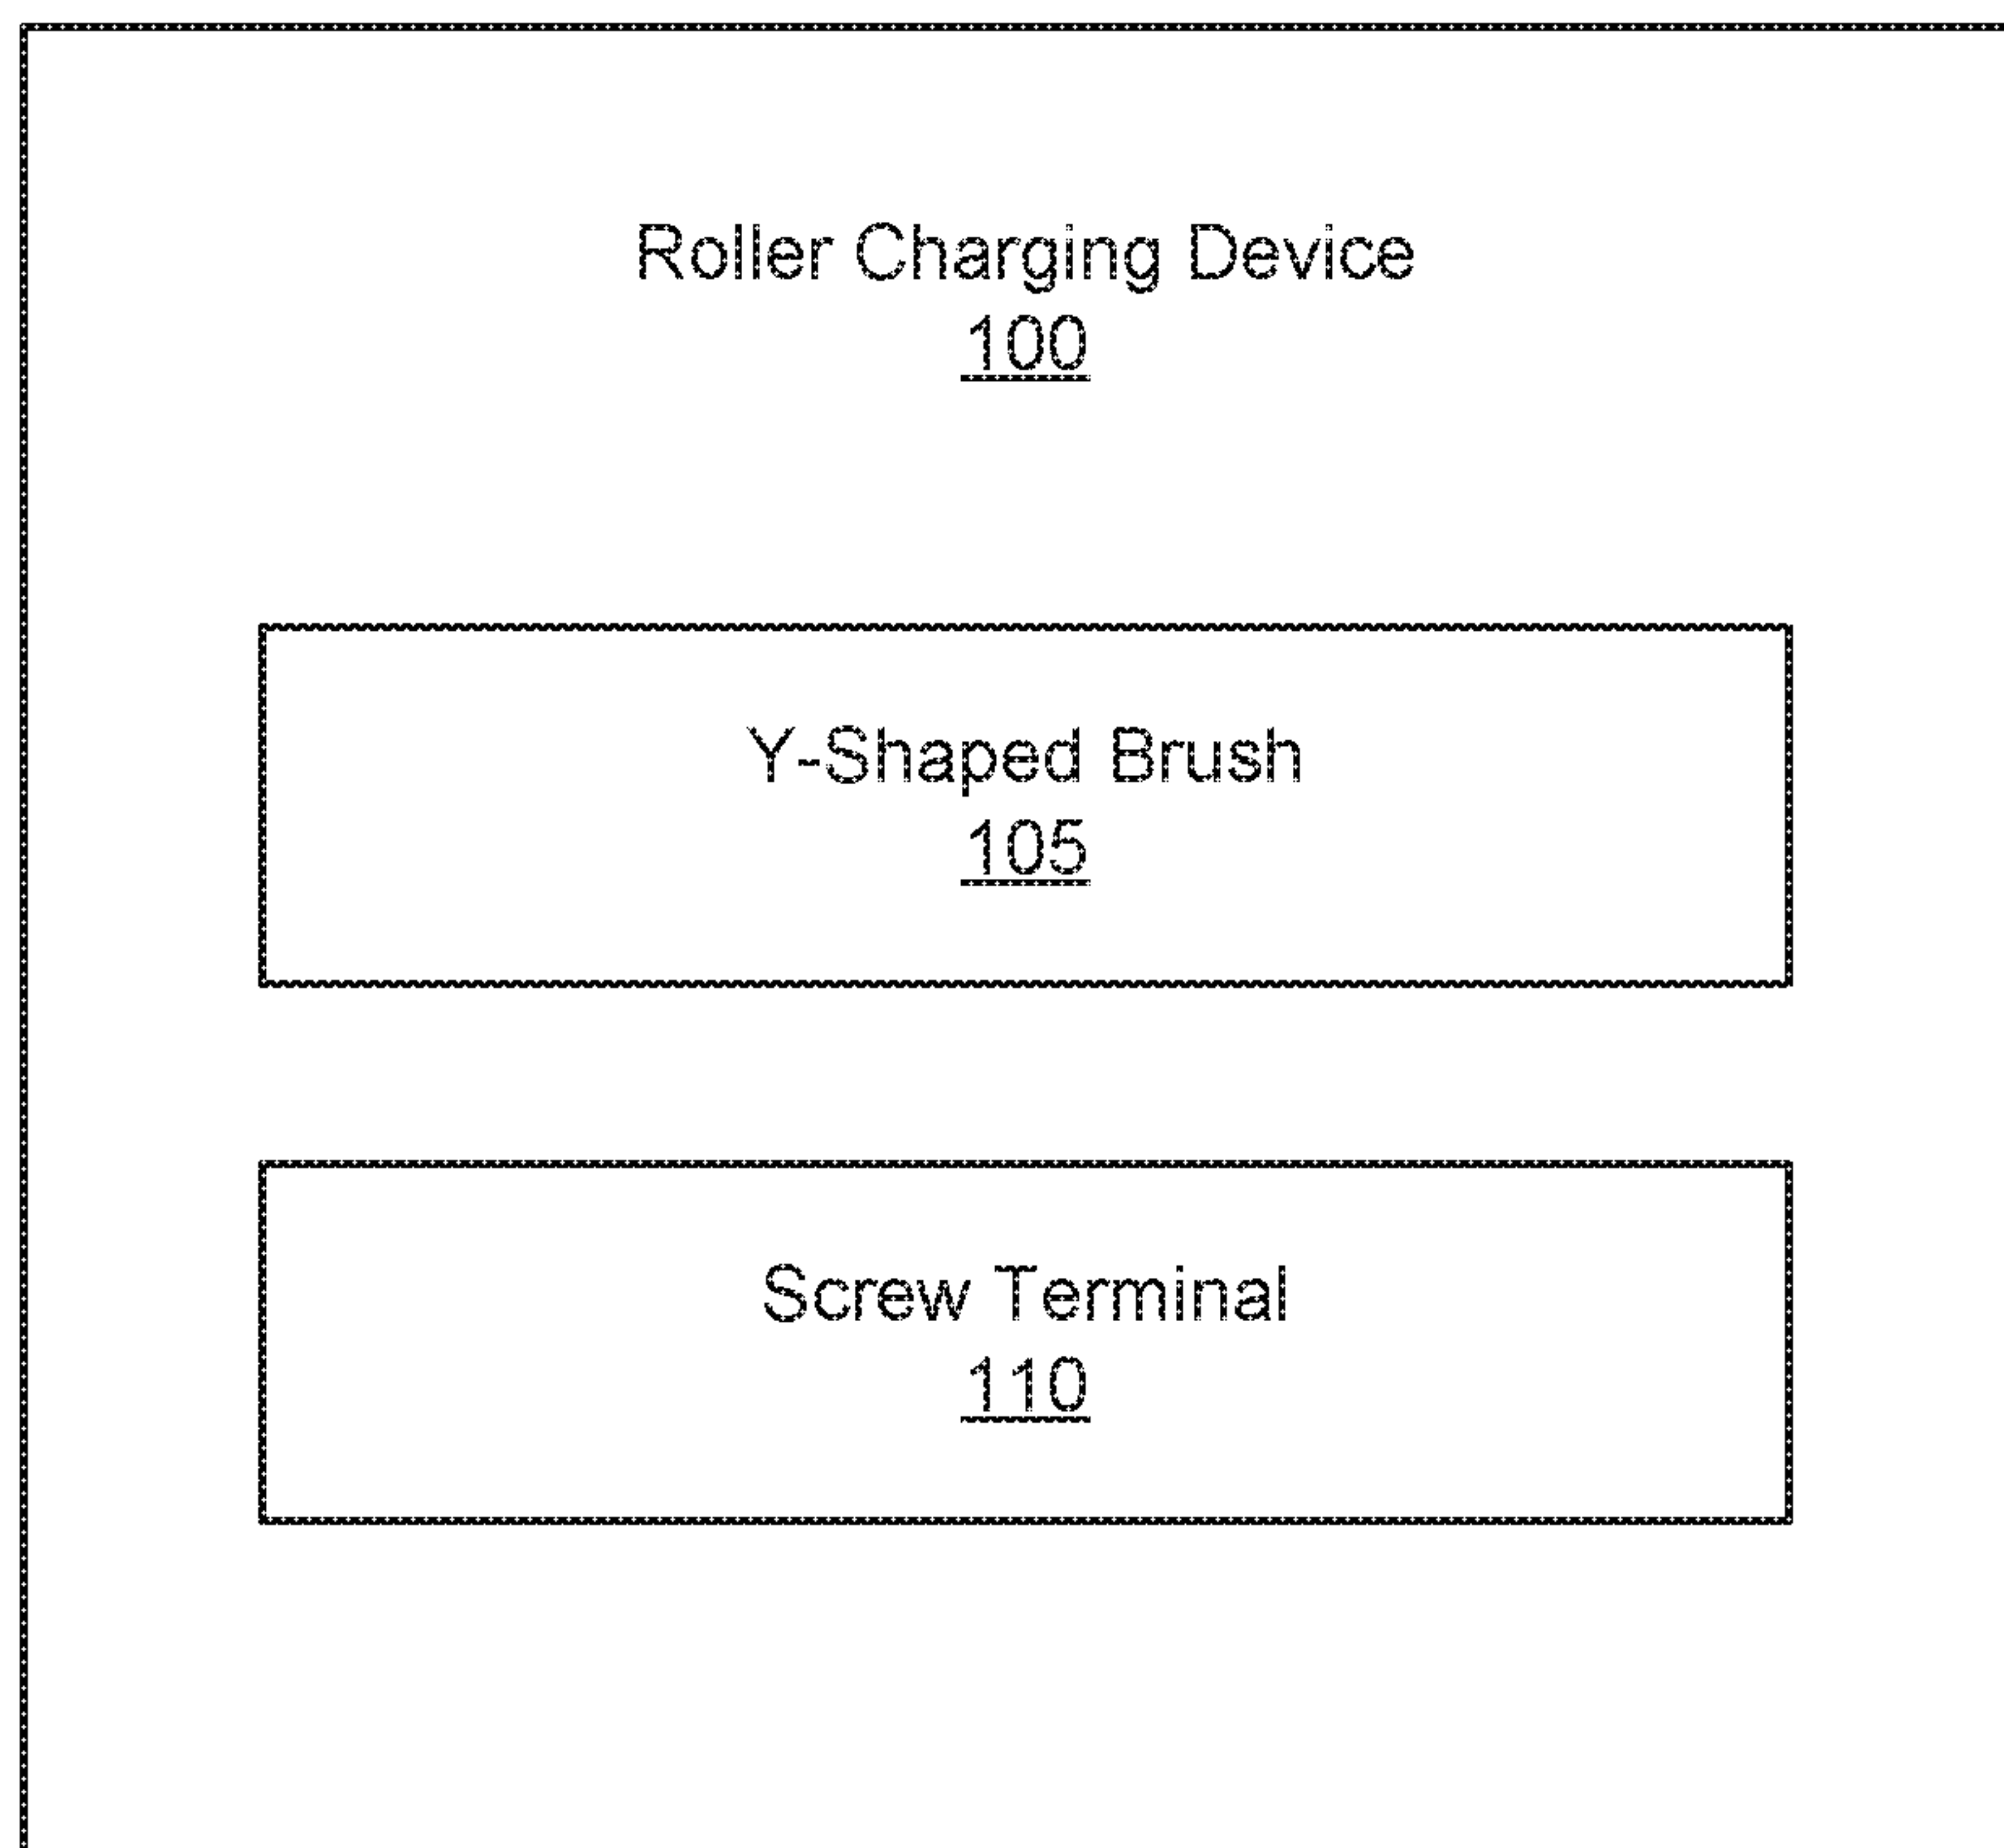 Roller Charging Device
100
Y-Shaped Brush
105
Screw Terminal
110